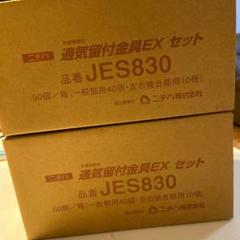 ニチハ 通気留付金具EX セット
品番 JES830
50個/箱(一般部用40個・左右接合部用10個)
ニチハ株式会社
ニチハ 通気留付金具EX セット
品番 JES830
50個/箱(一般部用40個・左右接合部用10個)
ニチハ株式会社